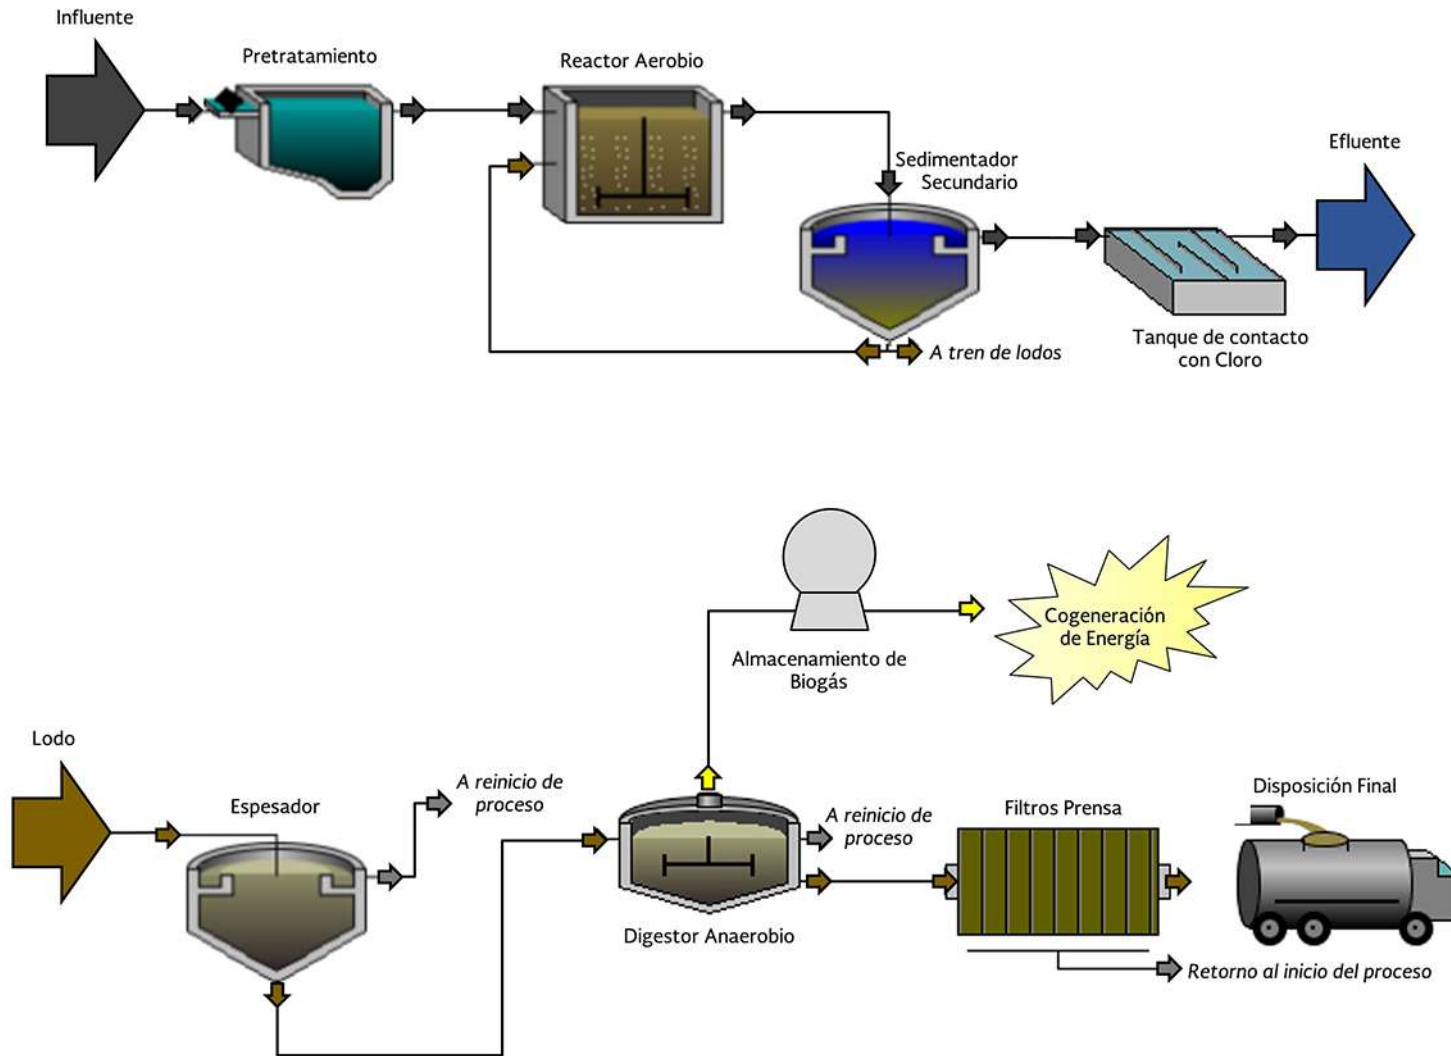 Influente
Pretratamiento
Reactor Aerobio
Sedimentador
Secundario
Efluente
A tren de lodos
Tanque de contacto
con Cloro
Cogeneración
de Energía
Almacenamiento de
Biogás
Lodo
Espesador
A reinicio de
proceso
A reinicio de
proceso
Filtros Prensa
Disposición Final
Digestor Anaerobio
Retorno al inicio del proceso